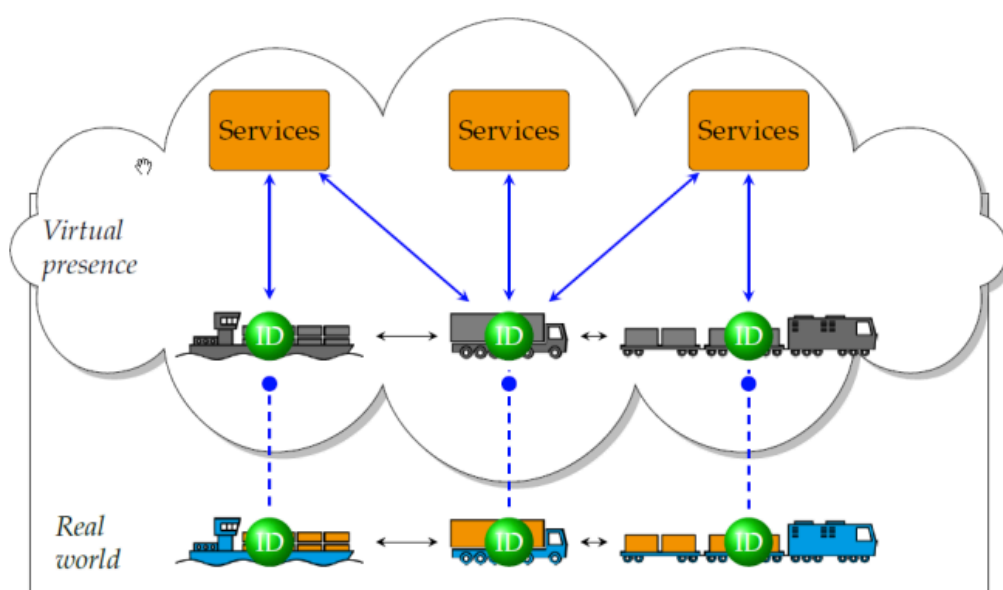 Services Services Services
Virtual
presence
ID ID ID
Real
world
ID ID ID